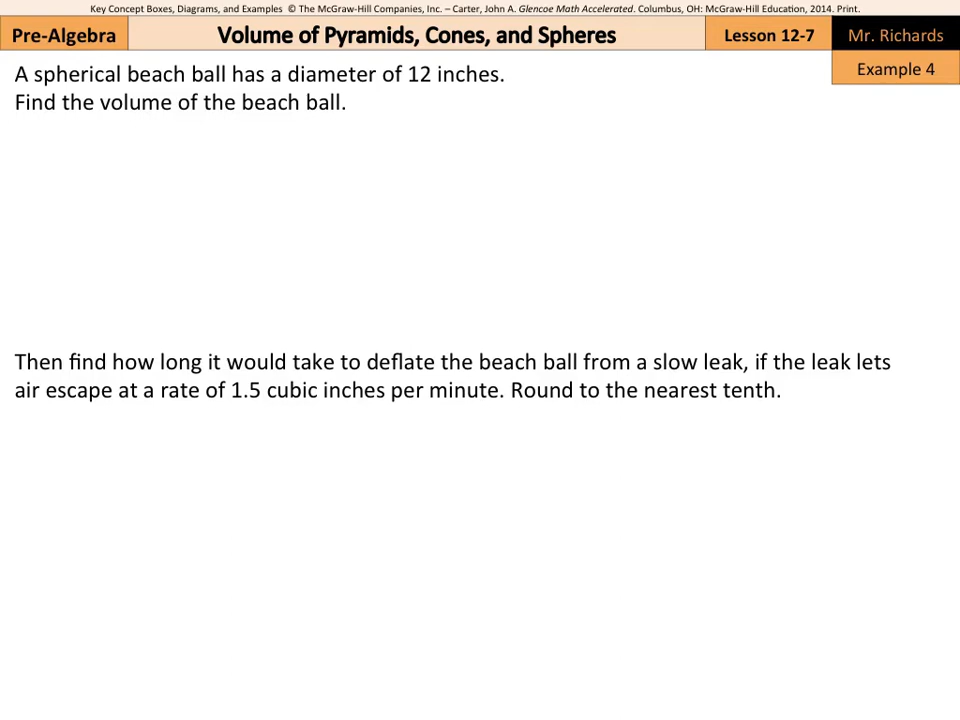 Key Concept Boxes, Diagrams, and Examples © The McGraw-Hill Companies, Inc. – Carter, John A. Glencoe Math Accelerated. Columbus, OH: McGraw-Hill Education, 2014. Print.
Pre-Algebra
Volume of Pyramids, Cones, and Spheres
Lesson 12-7
Mr. Richards
Example 4
A spherical beach ball has a diameter of 12 inches.
Find the volume of the beach ball.
Then find how long it would take to deflate the beach ball from a slow leak, if the leak lets
air escape at a rate of 1.5 cubic inches per minute. Round to the nearest tenth.